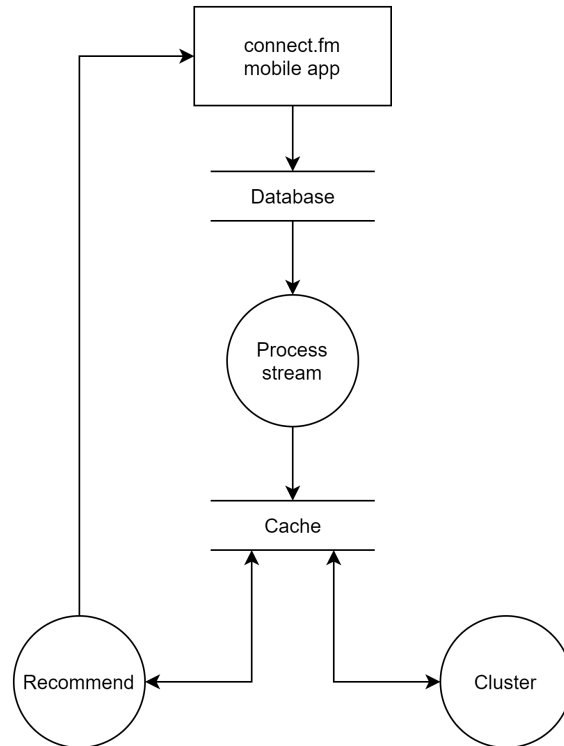 connect.fm
mobile app
Database
Process
stream
Cache
Recommend
Cluster